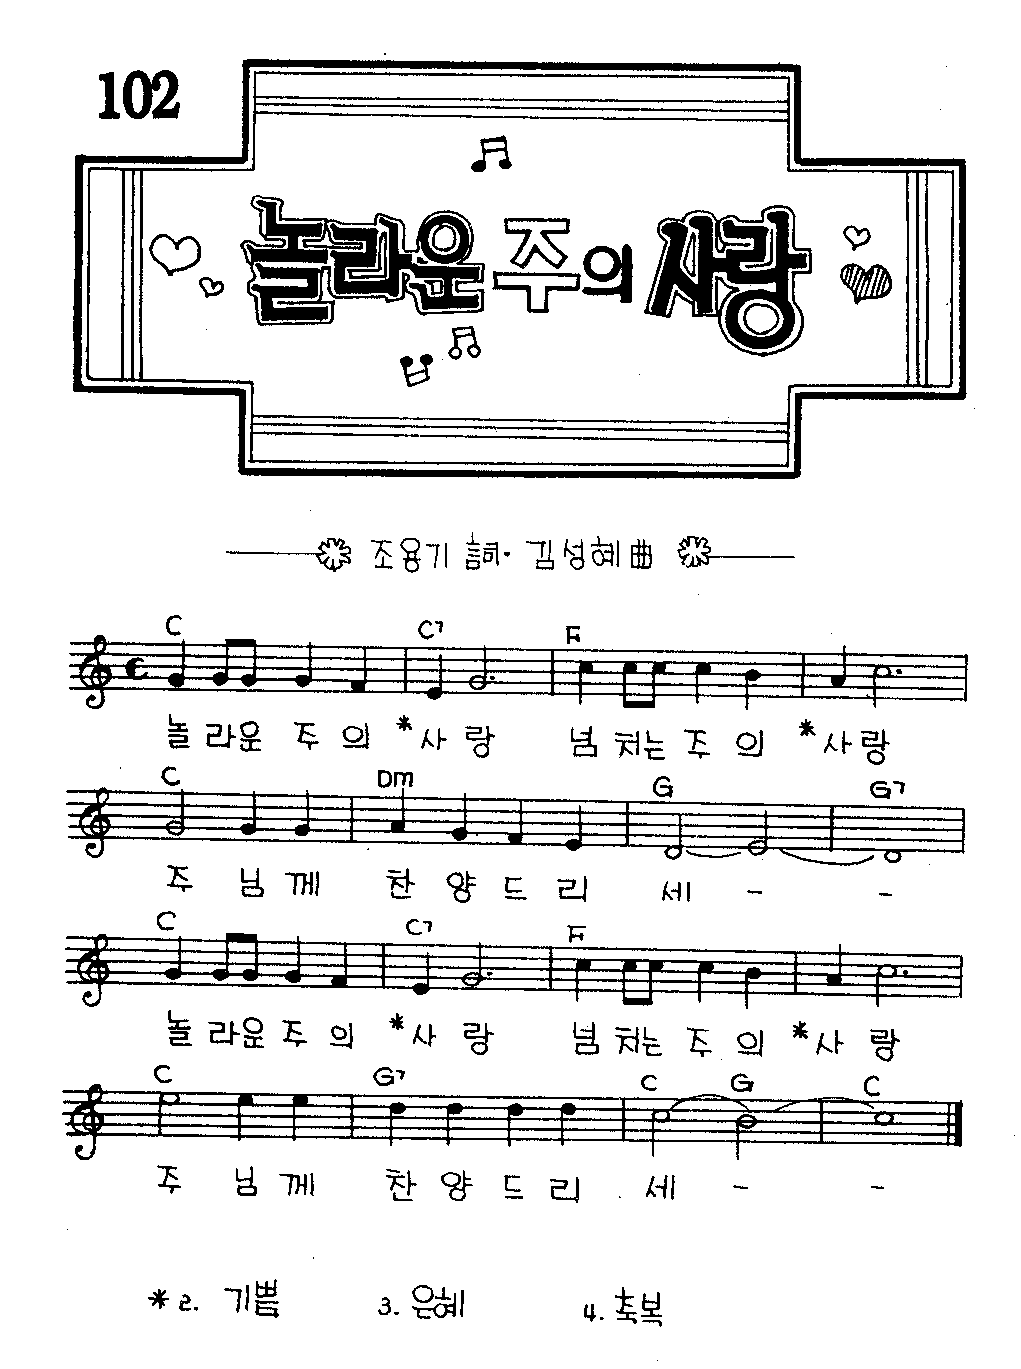 102
놀라운 주의 사랑
조용기 詞· 김성혜 曲
C C7 F
놀 라운 주 의 *사 랑 넘 치는 주 의 *사 랑
C Dm G G7
주 님 께 찬 양 드 리 세 - -
C C7 F
놀 라운 주 의 *사 랑 넘 치는 주 의 *사 랑
C G7 C G C
주 님 께 찬 양 드 리 세 - -
*2. 기쁨 3. 은혜 4. 축복